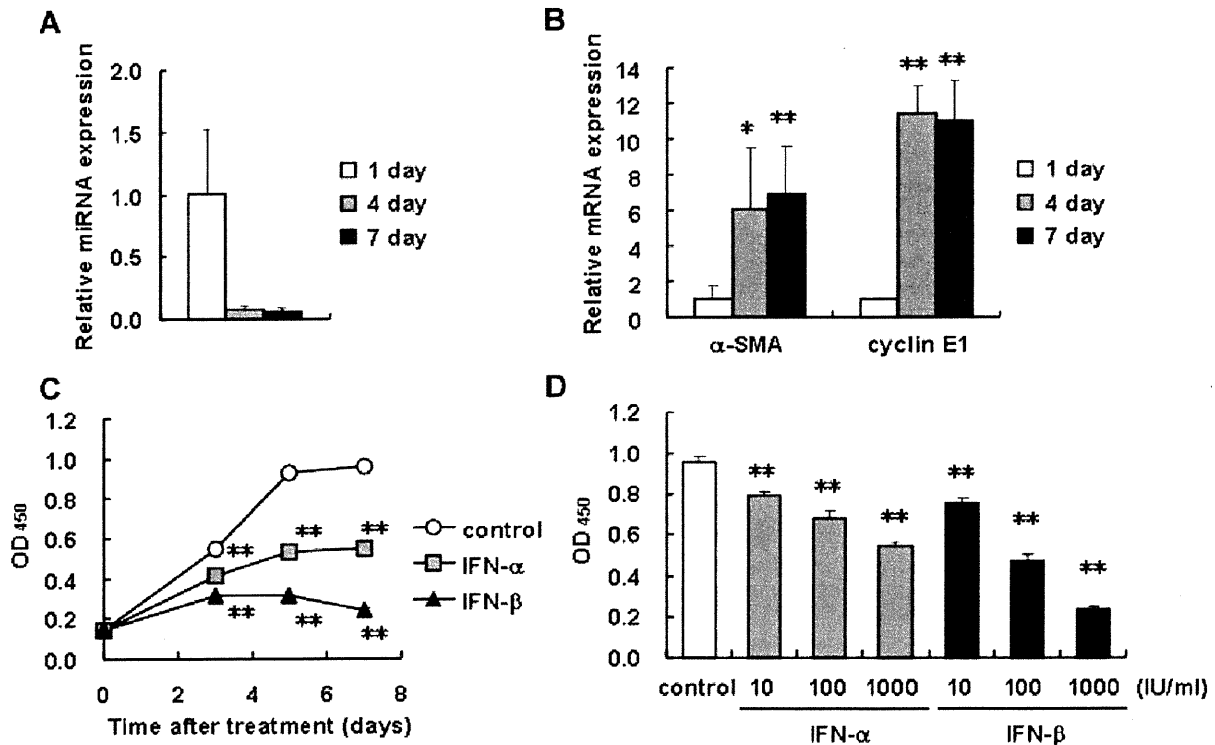 A
Relative miRNA expression
2.0
1.5
1.0
0.5
0.0
1 day
4 day
7 day
B
Relative mRNA expression
14
12
10
8
6
4
2
0
* ** ** **
1 day
4 day
7 day
α-SMA cyclin E1
C
OD450
1.2
1.0
0.8
0.6
0.4
0.2
0.0
** ** **
** ** **
control
IFN-α
IFN-β
0 2 4 6 8
Time after treatment (days)
D
OD450
1.2
1.0
0.8
0.6
0.4
0.2
0.0
** ** ** ** ** **
control 10 100 1000 10 100 1000 (IU/ml)
IFN-α IFN-β